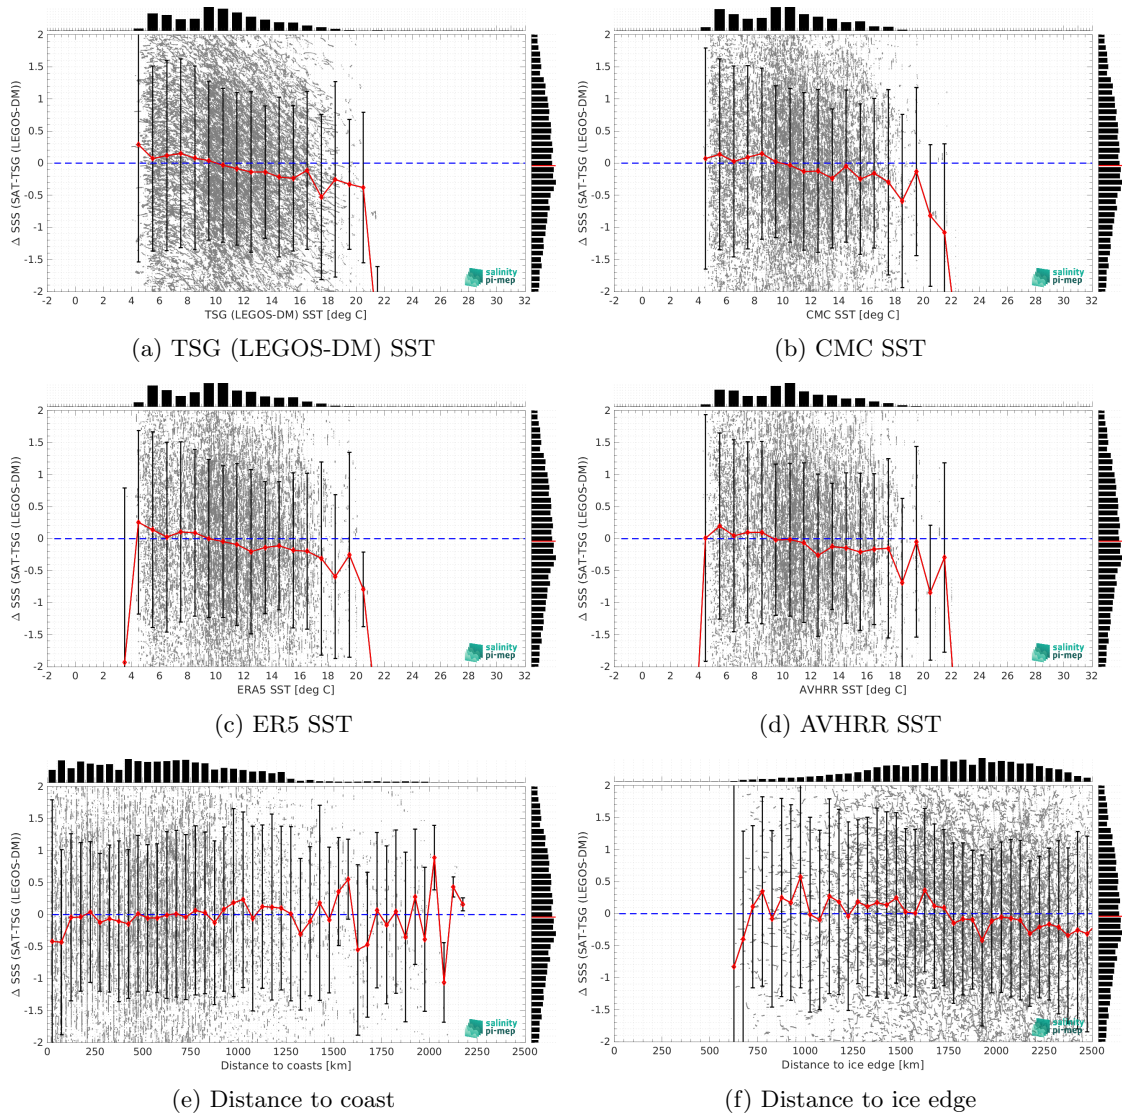 2
1.5
1
0.5
0
-0.5
-1
-1.5
-2
Δ SSS (SAT-TSG (LEGOS-DM))
salinity
pi-mep
-2 0 2 4 6 8 10 12 14 16 18 20 22 24 26 28 30 32
TSG (LEGOS-DM) SST [deg C]
(a) TSG (LEGOS-DM) SST
2
1.5
1
0.5
0
-0.5
-1
-1.5
-2
Δ SSS (SAT-TSG (LEGOS-DM))
salinity
pi-mep
-2 0 2 4 6 8 10 12 14 16 18 20 22 24 26 28 30 32
CMC SST [deg C]
(b) CMC SST
2
1.5
1
0.5
0
-0.5
-1
-1.5
-2
Δ SSS (SAT-TSG (LEGOS-DM))
salinity
pi-mep
-2 0 2 4 6 8 10 12 14 16 18 20 22 24 26 28 30 32
ERA5 SST [deg C]
(c) ER5 SST
2
1.5
1
0.5
0
-0.5
-1
-1.5
-2
Δ SSS (SAT-TSG (LEGOS-DM))
salinity
pi-mep
-2 0 2 4 6 8 10 12 14 16 18 20 22 24 26 28 30 32
AVHRR SST [deg C]
(d) AVHRR SST
2
1.5
1
0.5
0
-0.5
-1
-1.5
-2
Δ SSS (SAT-TSG (LEGOS-DM))
salinity
pi-mep
0 250 500 750 1000 1250 1500 1750 2000 2250 2500
Distance to coasts [km]
(e) Distance to coast
2
1.5
1
0.5
0
-0.5
-1
-1.5
-2
Δ SSS (SAT-TSG (LEGOS-DM))
salinity
pi-mep
0 250 500 750 1000 1250 1500 1750 2000 2250 2500
Distance to ice edge [km]
(f) Distance to ice edge